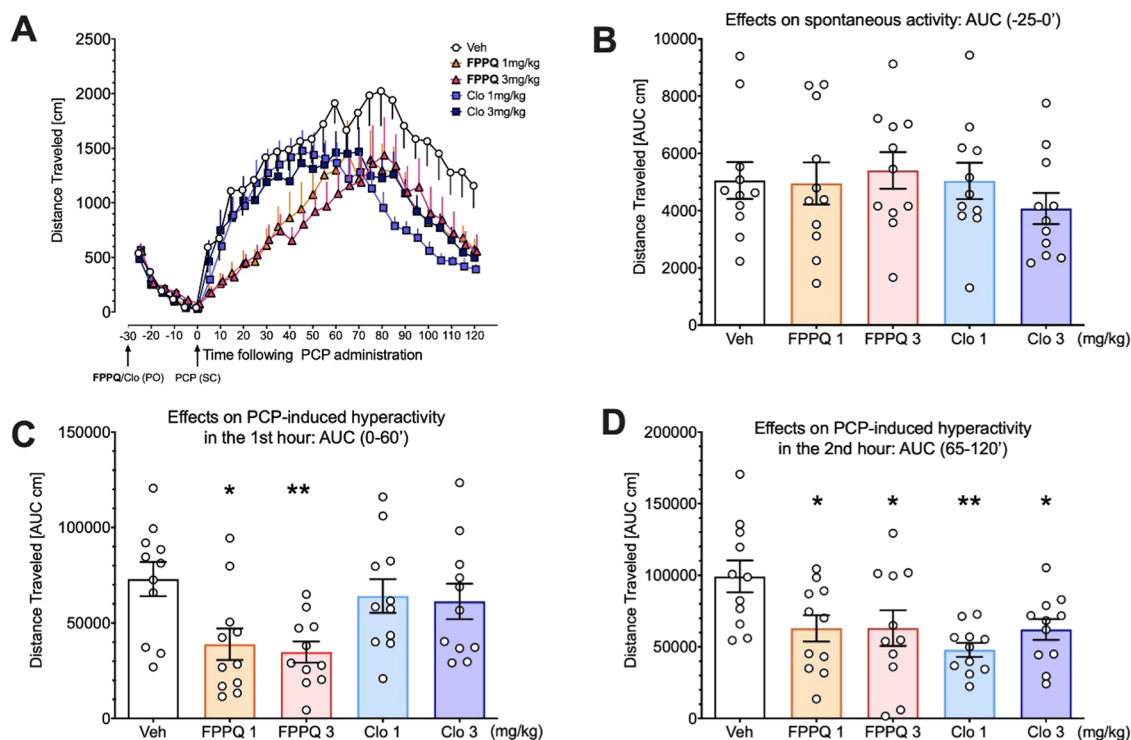 A
2500
2000
1500
1000
500
0
Distance Traveled [cm]
Veh
FPPQ 1mg/kg
FPPQ 3mg/kg
Clo 1mg/kg
Clo 3mg/kg
-30 -20 -10 0 10 20 30 40 50 60 70 80 90 100 110 120
Time following PCP administration
FPPQ/Clo (PO) PCP (SC)
B
Effects on spontaneous activity: AUC (-25-0')
10000
8000
6000
4000
2000
0
Distance Traveled [AUC cm]
Veh FPPQ 1 FPPQ 3 Clo 1 Clo 3 (mg/kg)
C
Effects on PCP-induced hyperactivity
in the 1st hour: AUC (0-60')
150000
100000
50000
0
Distance Traveled [AUC cm]
* **
Veh FPPQ 1 FPPQ 3 Clo 1 Clo 3 (mg/kg)
D
Effects on PCP-induced hyperactivity
in the 2nd hour: AUC (65-120')
200000
150000
100000
50000
0
Distance Traveled [AUC cm]
* * ** *
Veh FPPQ 1 FPPQ 3 Clo 1 Clo 3 (mg/kg)